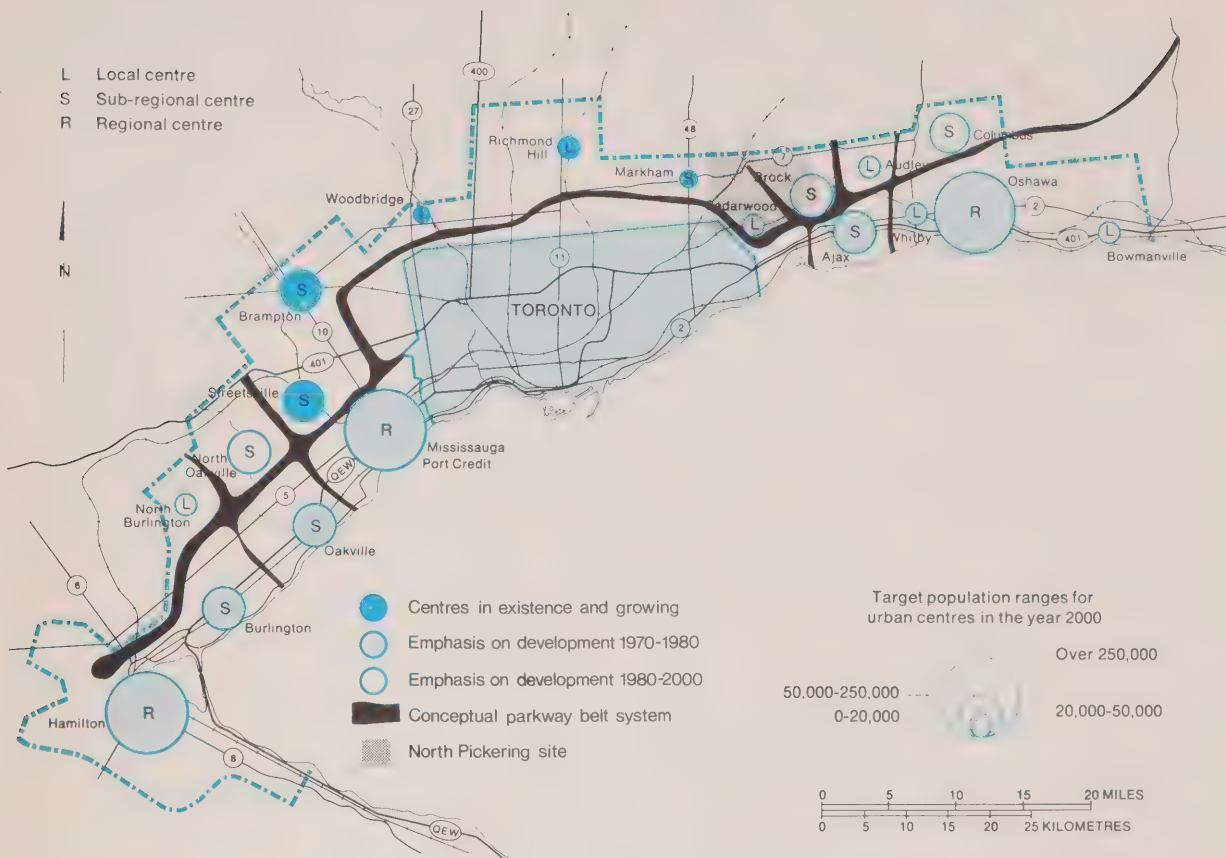 L Local centre
S Sub-regional centre
R Regional centre
400
27
Richmond
Hill
L
48
Markham
S
7
Brock
S
L
Audley
S
Columbus
Oshawa
R
2
Woodbridge
Cedarwood
L
S
Ajax
L
Whitby
401
L
Bowmanville
N
S
Brampton
10
11
TORONTO
2
401
Streetsville
S
R
Mississauga
Port Credit
S
North
Oakville
QEW
5
L
North
Burlington
S
Oakville
6
S
Burlington
R
Hamilton
8
QEW
Centres in existence and growing
Emphasis on development 1970-1980
Emphasis on development 1980-2000
Conceptual parkway belt system
North Pickering site
Target population ranges for
urban centres in the year 2000
Over 250,000
50,000-250,000
0-20,000
20,000-50,000
0 5 10 15 20 MILES
0 5 10 15 20 25 KILOMETRES